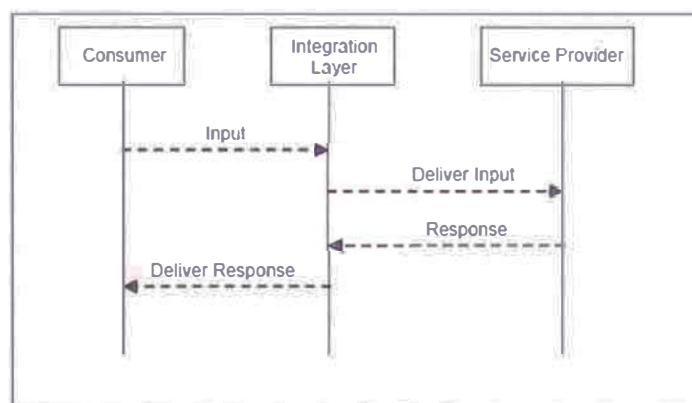 Consumer
Integration
Layer
Service Provider
Input
Deliver Input
Response
Deliver Response